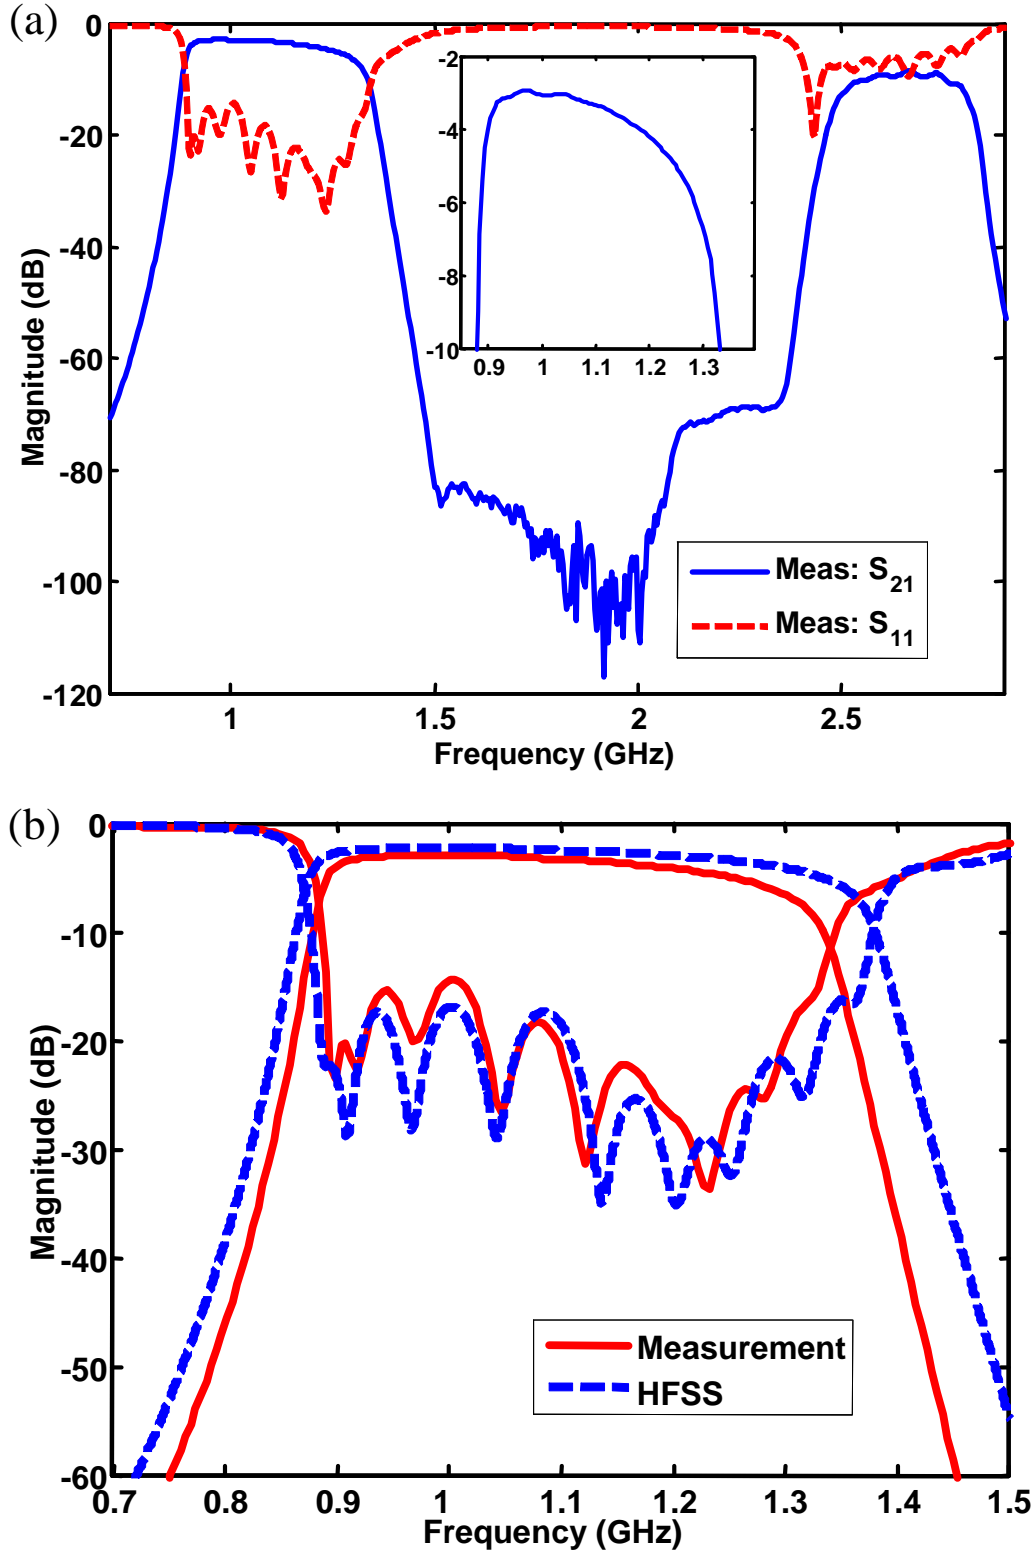 (a)
0
-20
-40
-60
-80
-100
-120
Magnitude (dB)
-2
-4
-6
-8
-10
0.9 1 1.1 1.2 1.3
Meas: S21
Meas: S11
1 1.5 2 2.5
Frequency (GHz)
(b)
0
-10
-20
-30
-40
-50
-60
Magnitude (dB)
Measurement
HFSS
0.7 0.8 0.9 1 1.1 1.2 1.3 1.4 1.5
Frequency (GHz)